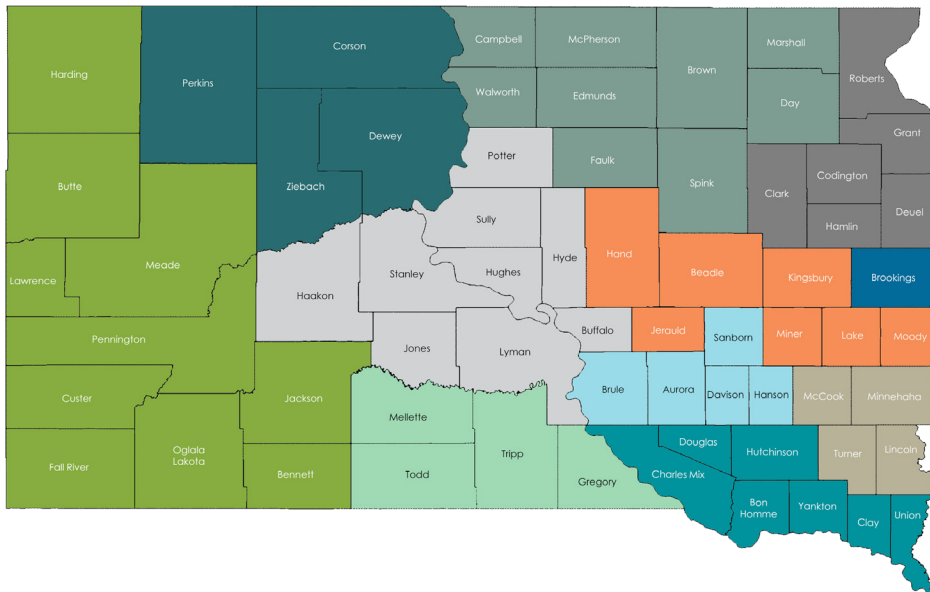 Corson
Campbell
McPherson
Marshall
Brown
Harding
Perkins
Roberts
Walworth
Edmunds
Day
Dewey
Grant
Potter
Faulk
Codington
Butte
Ziebach
Spink
Clark
Deuel
Sully
Hamlin
Lawrence
Meade
Stanley
Hughes
Hyde
Hand
Beadle
Kingsbury
Brookings
Haakon
Buffalo
Jerauld
Sanborn
Miner
Lake
Moody
Pennington
Jones
Lyman
Custer
Jackson
Brule
Aurora
Davison
Hanson
McCook
Minnehaha
Mellette
Fall River
Oglala
Lakota
Bennett
Todd
Tripp
Gregory
Douglas
Charles Mix
Hutchinson
Turner
Lincoln
Bon
Homme
Yankton
Clay
Union